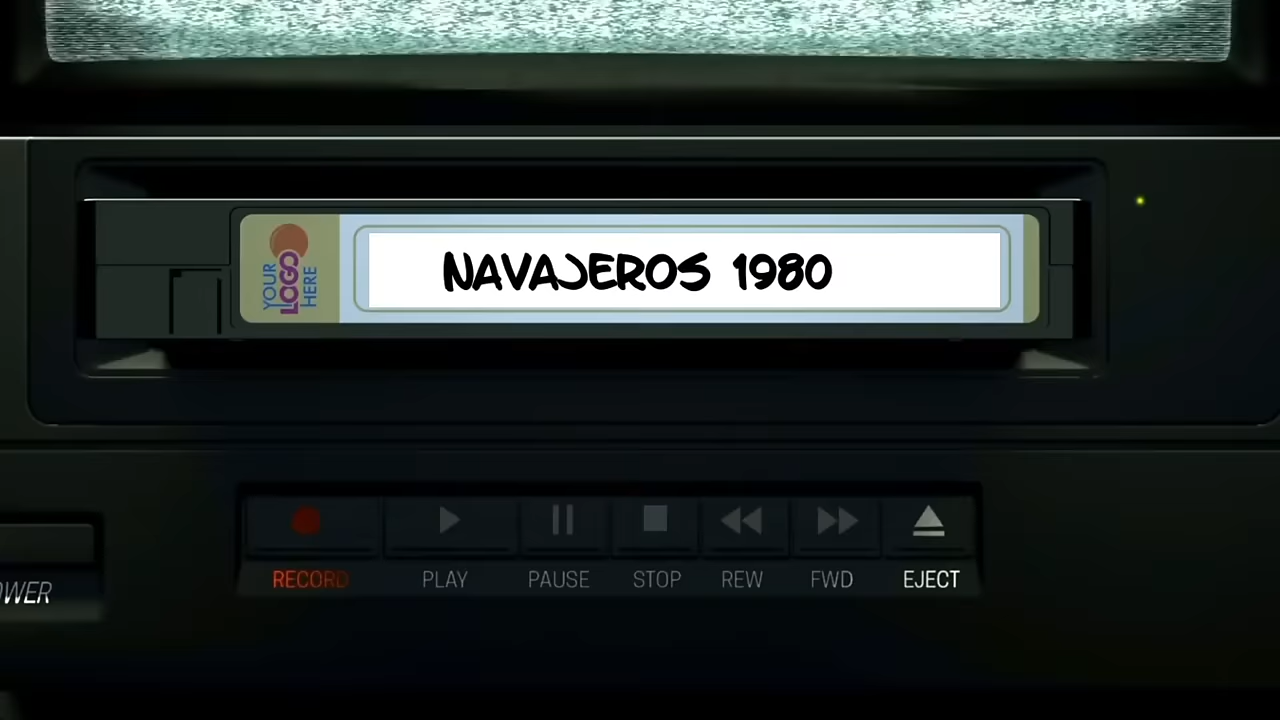 YOUR
LOGO
HERE
NAVAJEROS 1980
RECORD
PLAY
PAUSE
STOP
REW
FWD
EJECT
OWER